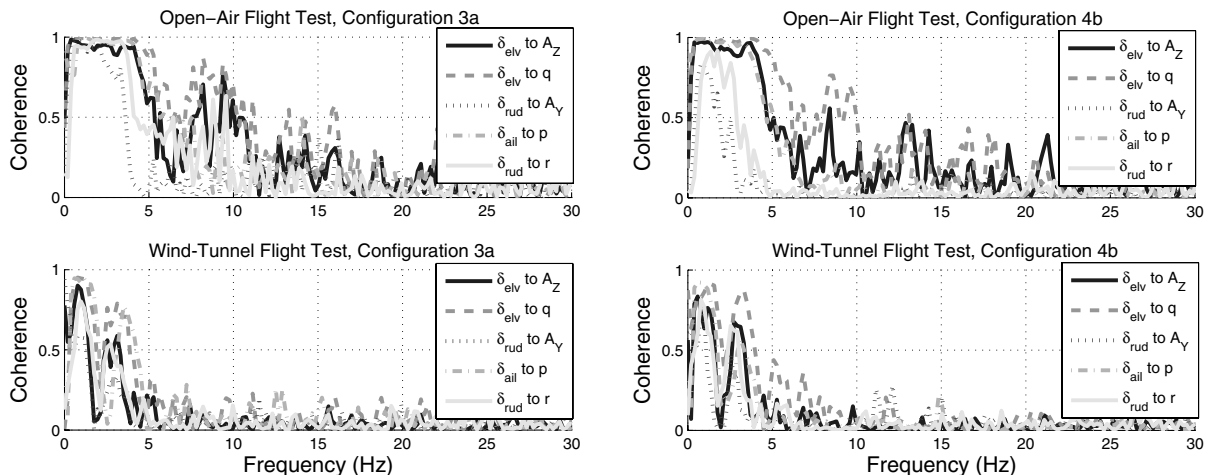 Open–Air Flight Test, Configuration 3a
Coherence
1
0.5
0
0 5 10 15 20 25 30
δelv to AZ
δelv to q
δrud to AY
δail to p
δrud to r
Open–Air Flight Test, Configuration 4b
Coherence
1
0.5
0
0 5 10 15 20 25 30
δelv to AZ
δelv to q
δrud to AY
δail to p
δrud to r
Wind-Tunnel Flight Test, Configuration 3a
Coherence
1
0.5
0
0 5 10 15 20 25 30
Frequency (Hz)
δelv to AZ
δelv to q
δrud to AY
δail to p
δrud to r
Wind-Tunnel Flight Test, Configuration 4b
Coherence
1
0.5
0
0 5 10 15 20 25 30
Frequency (Hz)
δelv to AZ
δelv to q
δrud to AY
δail to p
δrud to r